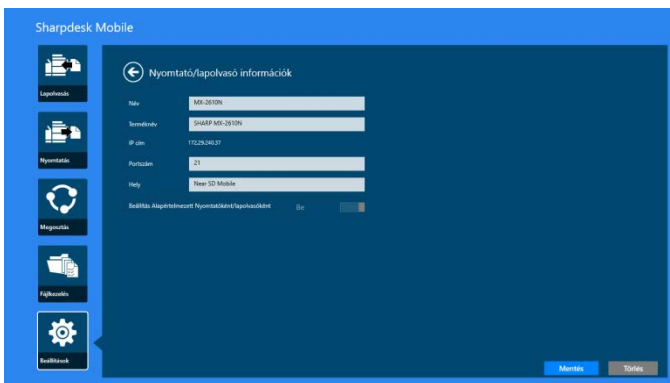 Sharpdesk Mobile
Lapolvasás
Nyomtatás
Megosztás
Fájlkezelés
Beállítások
Nyomtató/lapolvasó információk
Név MX-2610N
Terméknév SHARP MX-2610N
IP cím 172.29.240.37
Portszám 21
Hely Near SD Mobile
Beállítás Alapértelmezett Nyomtatóként/lapolvasóként Be
Mentés Törlés